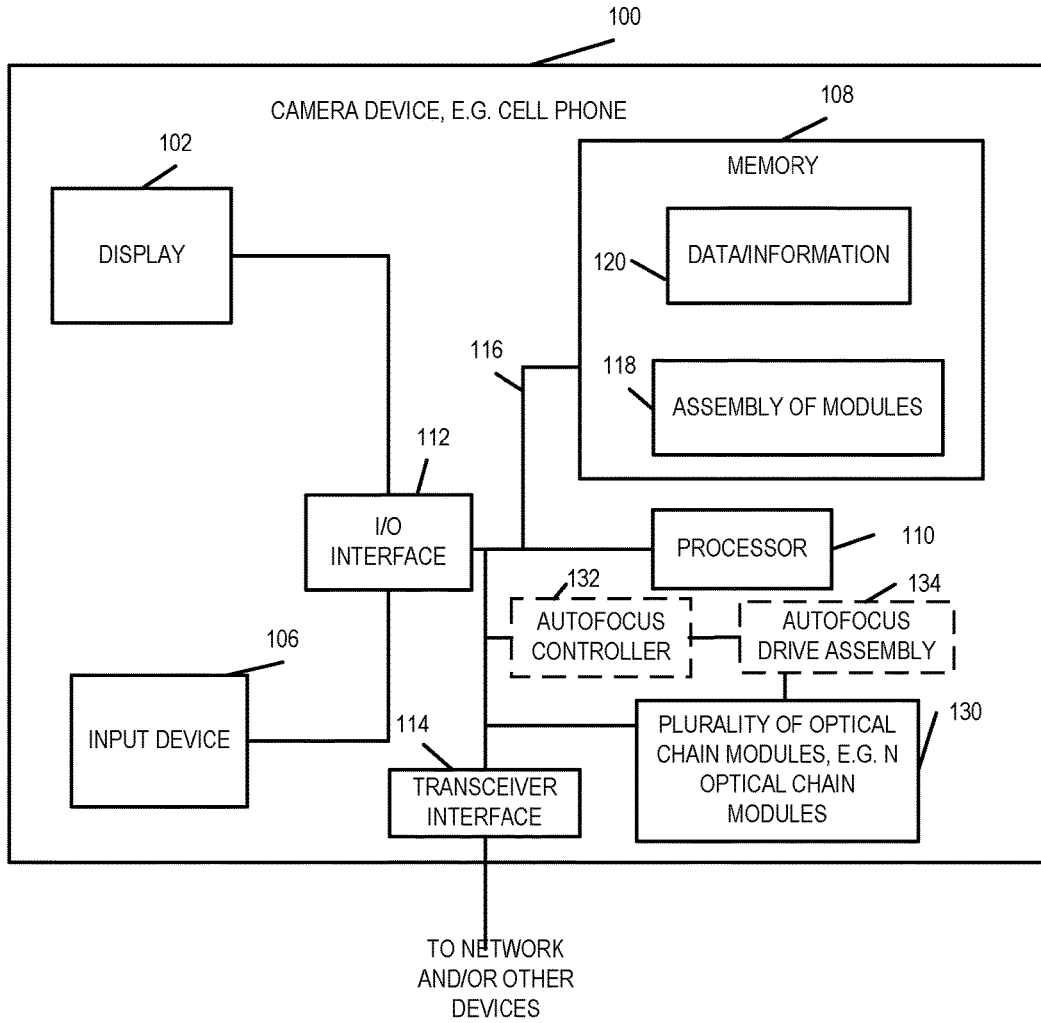 100
CAMERA DEVICE, E.G. CELL PHONE
108
102
MEMORY
DISPLAY
DATA/INFORMATION
120
116
118
ASSEMBLY OF MODULES
112
I/O
INTERFACE
PROCESSOR
110
132
134
AUTOFOCUS
CONTROLLER
AUTOFOCUS
DRIVE ASSEMBLY
106
INPUT DEVICE
114
PLURALITY OF OPTICAL
CHAIN MODULES, E.G. N
OPTICAL CHAIN
MODULES
130
TRANSCEIVER
INTERFACE
TO NETWORK
AND/OR OTHER
DEVICES